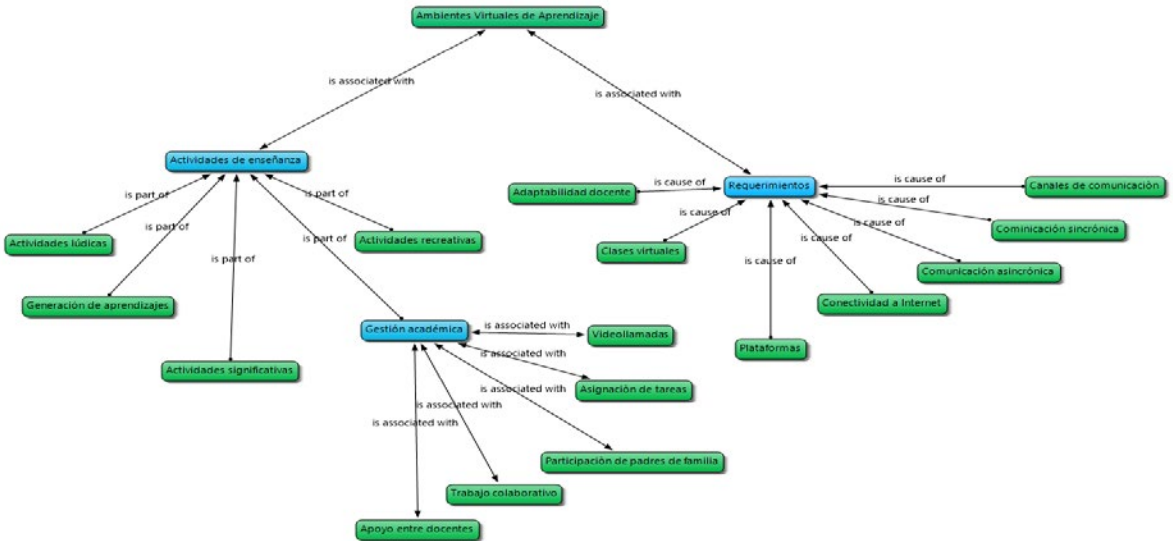 Ambientes Virtuales de Aprendizaje
is associated with
is associated with
Actividades de enseñanza
Requerimientos
is part of
is part of
is part of
is part of
is part of
Actividades lúdicas
Generación de aprendizajes
Actividades significativas
Actividades recreativas
Gestión académica
is associated with
Videollamadas
is associated with
Asignación de tareas
is associated with
Participación de padres de familia
is associated with
Trabajo colaborativo
is associated with
Apoyo entre docentes
Adaptabilidad docente
is cause of
Clases virtuales
is cause of
Plataformas
is cause of
Conectividad a Internet
is cause of
Comunicación asincrónica
is cause of
Cominicación sincrónica
is cause of
Canales de comunicación
is cause of